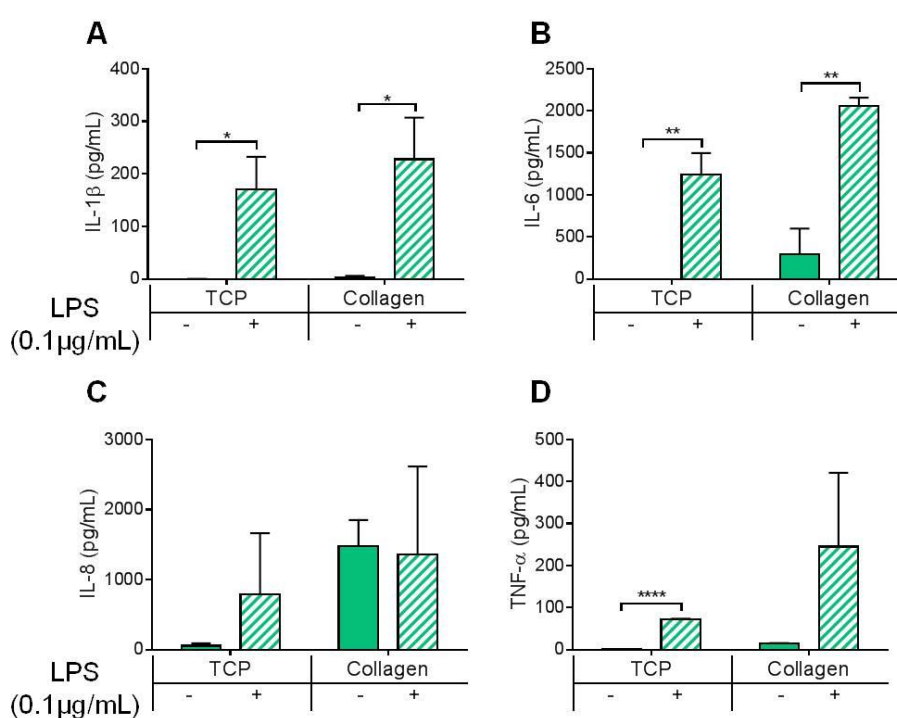 A
IL-1β (pg/mL)
400
300
200
100
0
*
*
TCP
Collagen
LPS
(0.1µg/mL)
- + - +
B
IL-6 (pg/mL)
2500
2000
1500
1000
500
0
**
**
TCP
Collagen
- + - +
C
IL-8 (pg/mL)
3000
2000
1000
0
TCP
Collagen
LPS
(0.1µg/mL)
- + - +
D
TNF-α (pg/mL)
500
400
300
200
100
0
****
TCP
Collagen
- + - +